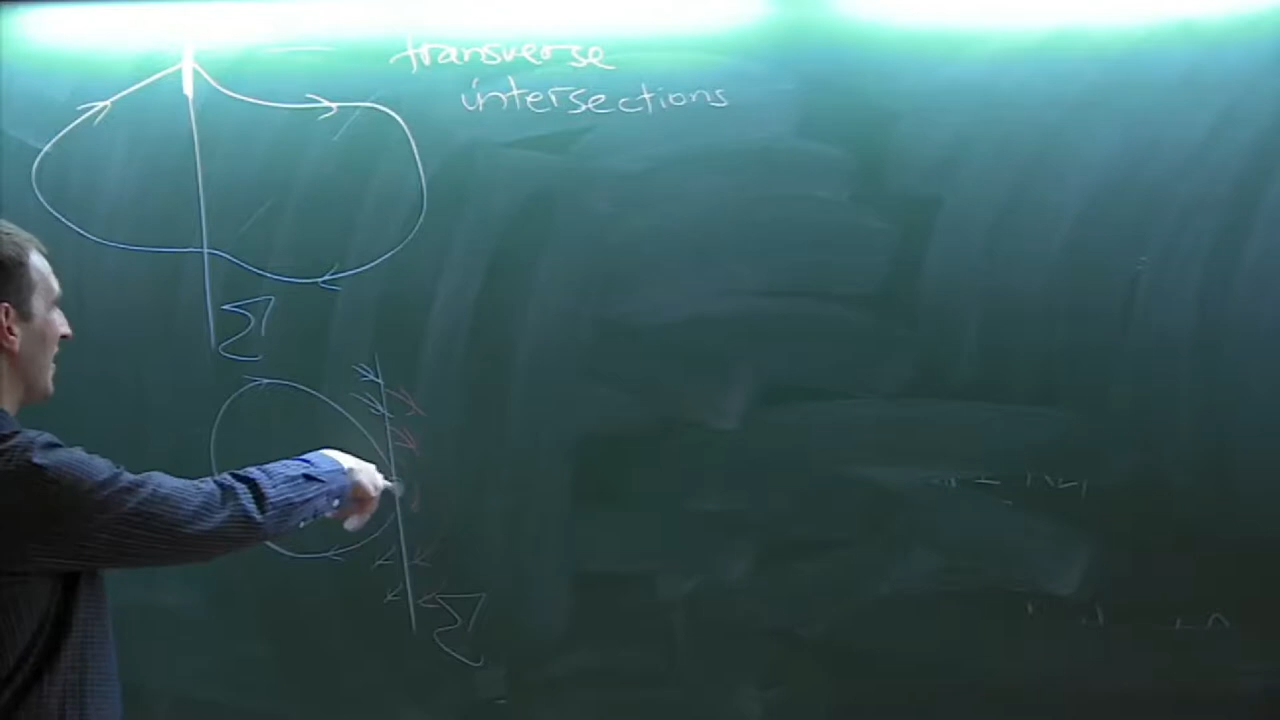 transverse
intersections
Σ
Σ